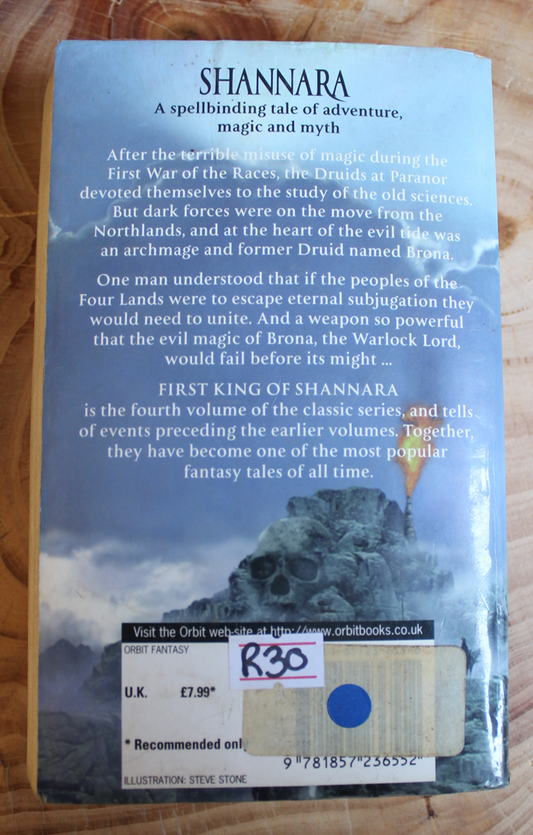 SHANNARA
A spellbinding tale of adventure,
magic and myth
After the terrible misuse of magic during the
First War of the Races, the Druids at Paranor
devoted themselves to the study of the old sciences.
But dark forces were on the move from the
Northlands, and at the heart of the evil tide was
an archmage and former Druid named Brona.
One man understood that if the peoples of the
Four Lands were to escape eternal subjugation they
would need to unite. And a weapon so powerful
that the evil magic of Brona, the Warlock Lord,
would fail before its might ...
FIRST KING OF SHANNARA
is the fourth volume of the classic series, and tells
of events preceding the earlier volumes. Together,
they have become one of the most popular
fantasy tales of all time.
Visit the Orbit web-site at http://www.orbitbooks.co.uk
ORBIT FANTASY
R30
U.K. £7.99*
* Recommended only
9 781857 236552
ILLUSTRATION: STEVE STONE